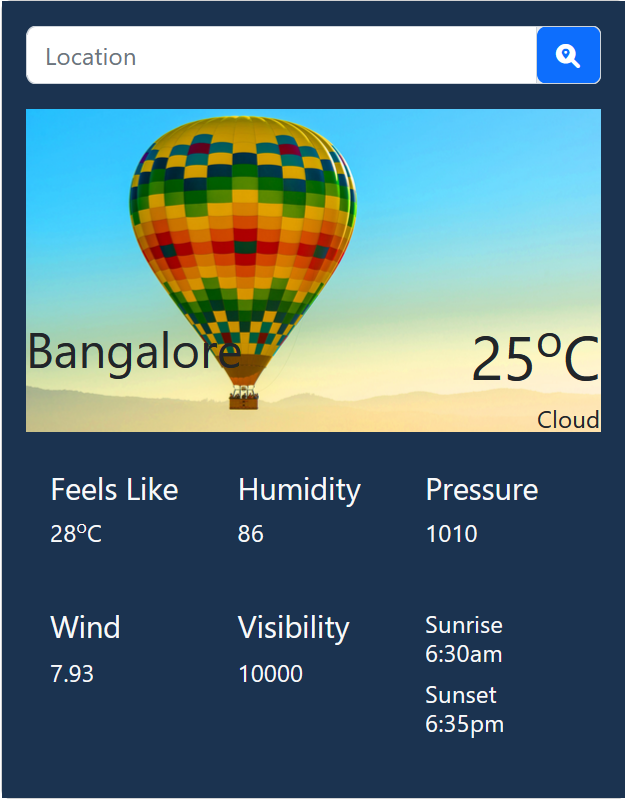 Location
Bangalore
25ºC
Cloud
Feels Like
28ºC
Humidity
86
Pressure
1010
Wind
7.93
Visibility
10000
Sunrise
6:30am
Sunset
6:35pm